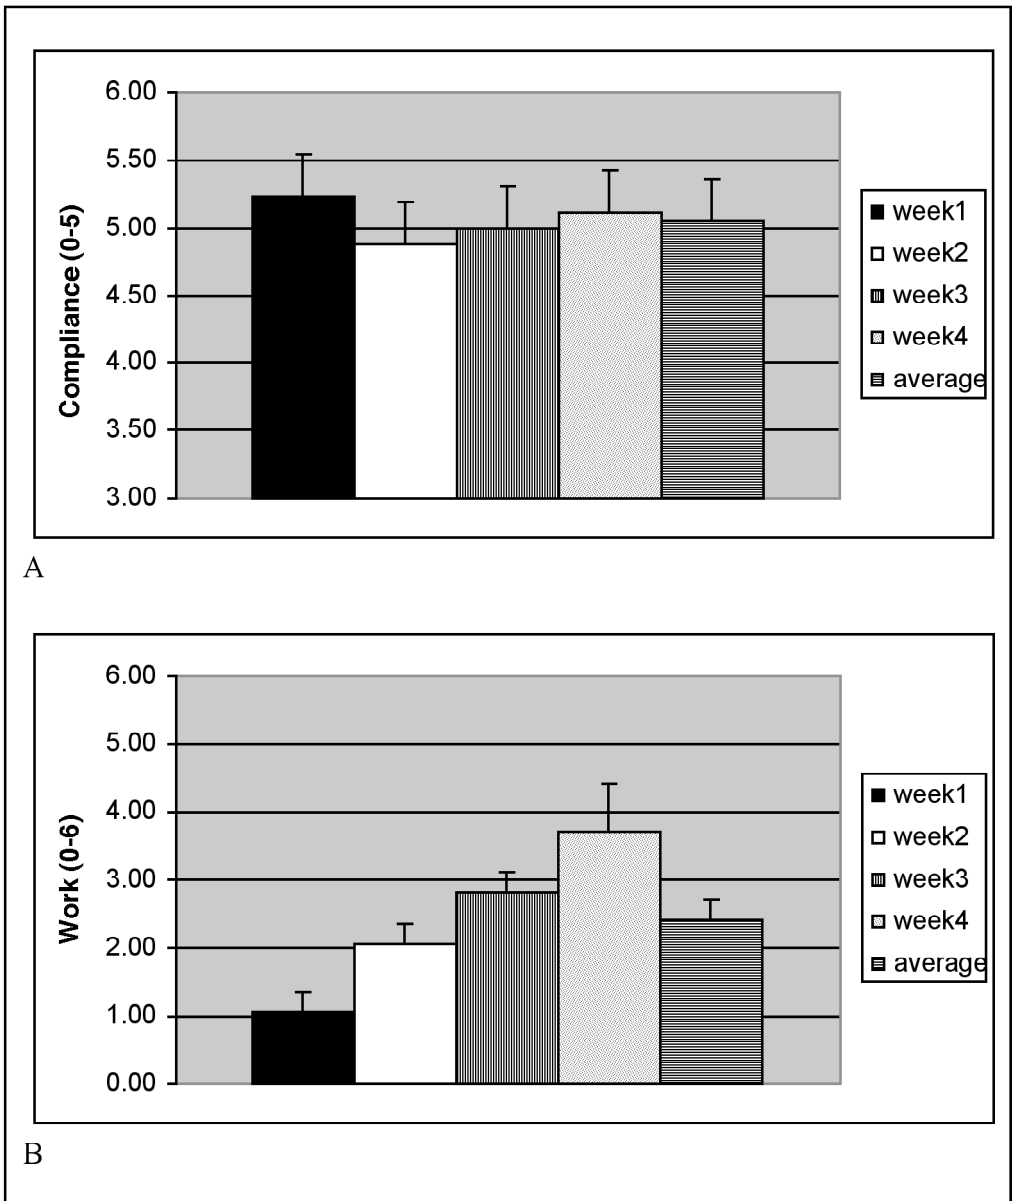 6.00
5.50
5.00
4.50
4.00
3.50
3.00
Compliance (0-5)
week1
week2
week3
week4
average
A
6.00
5.00
4.00
3.00
2.00
1.00
0.00
Work (0-6)
week1
week2
week3
week4
average
B